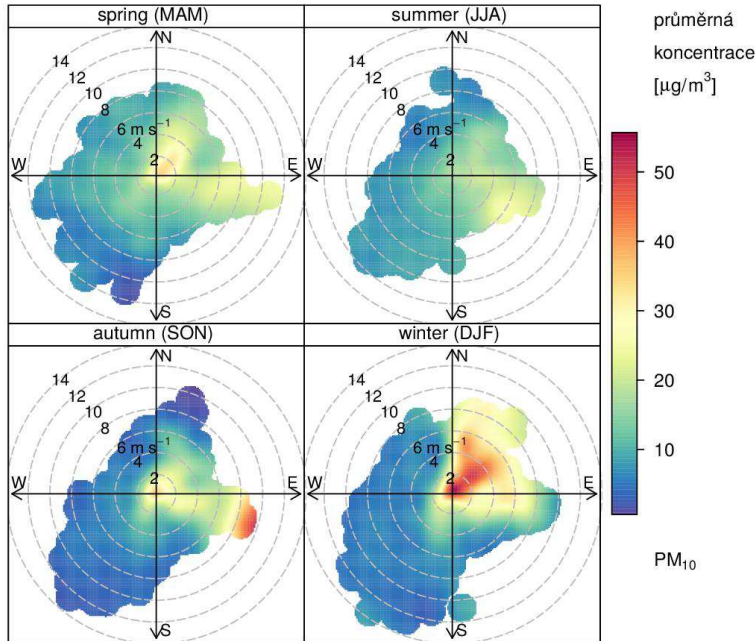 spring (MAM)
N
14
12
10
8
6 m s⁻¹
4
2
W
E
S
summer (JJA)
N
14
12
10
8
6 m s⁻¹
4
2
W
E
S
autumn (SON)
N
14
12
10
8
6 m s⁻¹
4
2
W
E
S
winter (DJF)
N
14
12
10
8
6 m s⁻¹
4
2
W
E
S
průměrná
koncentrace
[µg/m³]
50
40
30
20
10
PM₁₀